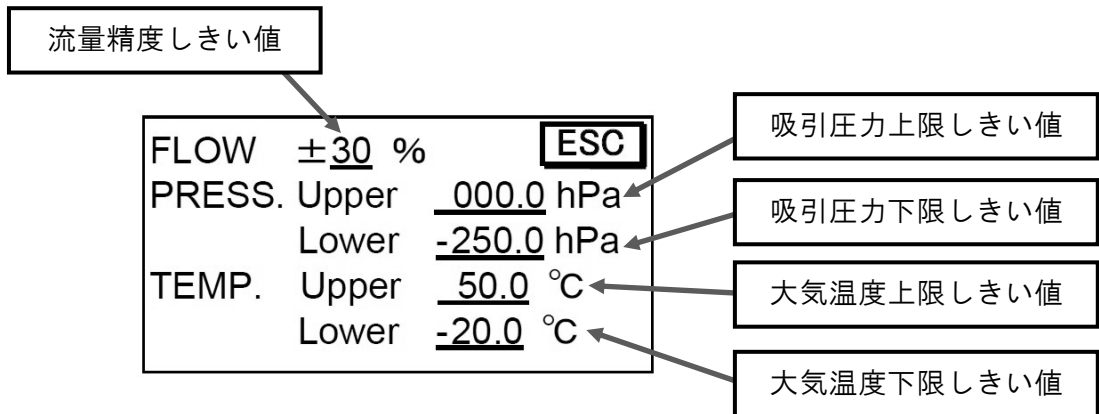 流量精度しきい値
FLOW ±30 % ESC
PRESS. Upper 000.0 hPa
Lower -250.0 hPa
TEMP. Upper 50.0 ℃
Lower -20.0 ℃
吸引圧力上限しきい値
吸引圧力下限しきい値
大気温度上限しきい値
大気温度下限しきい値